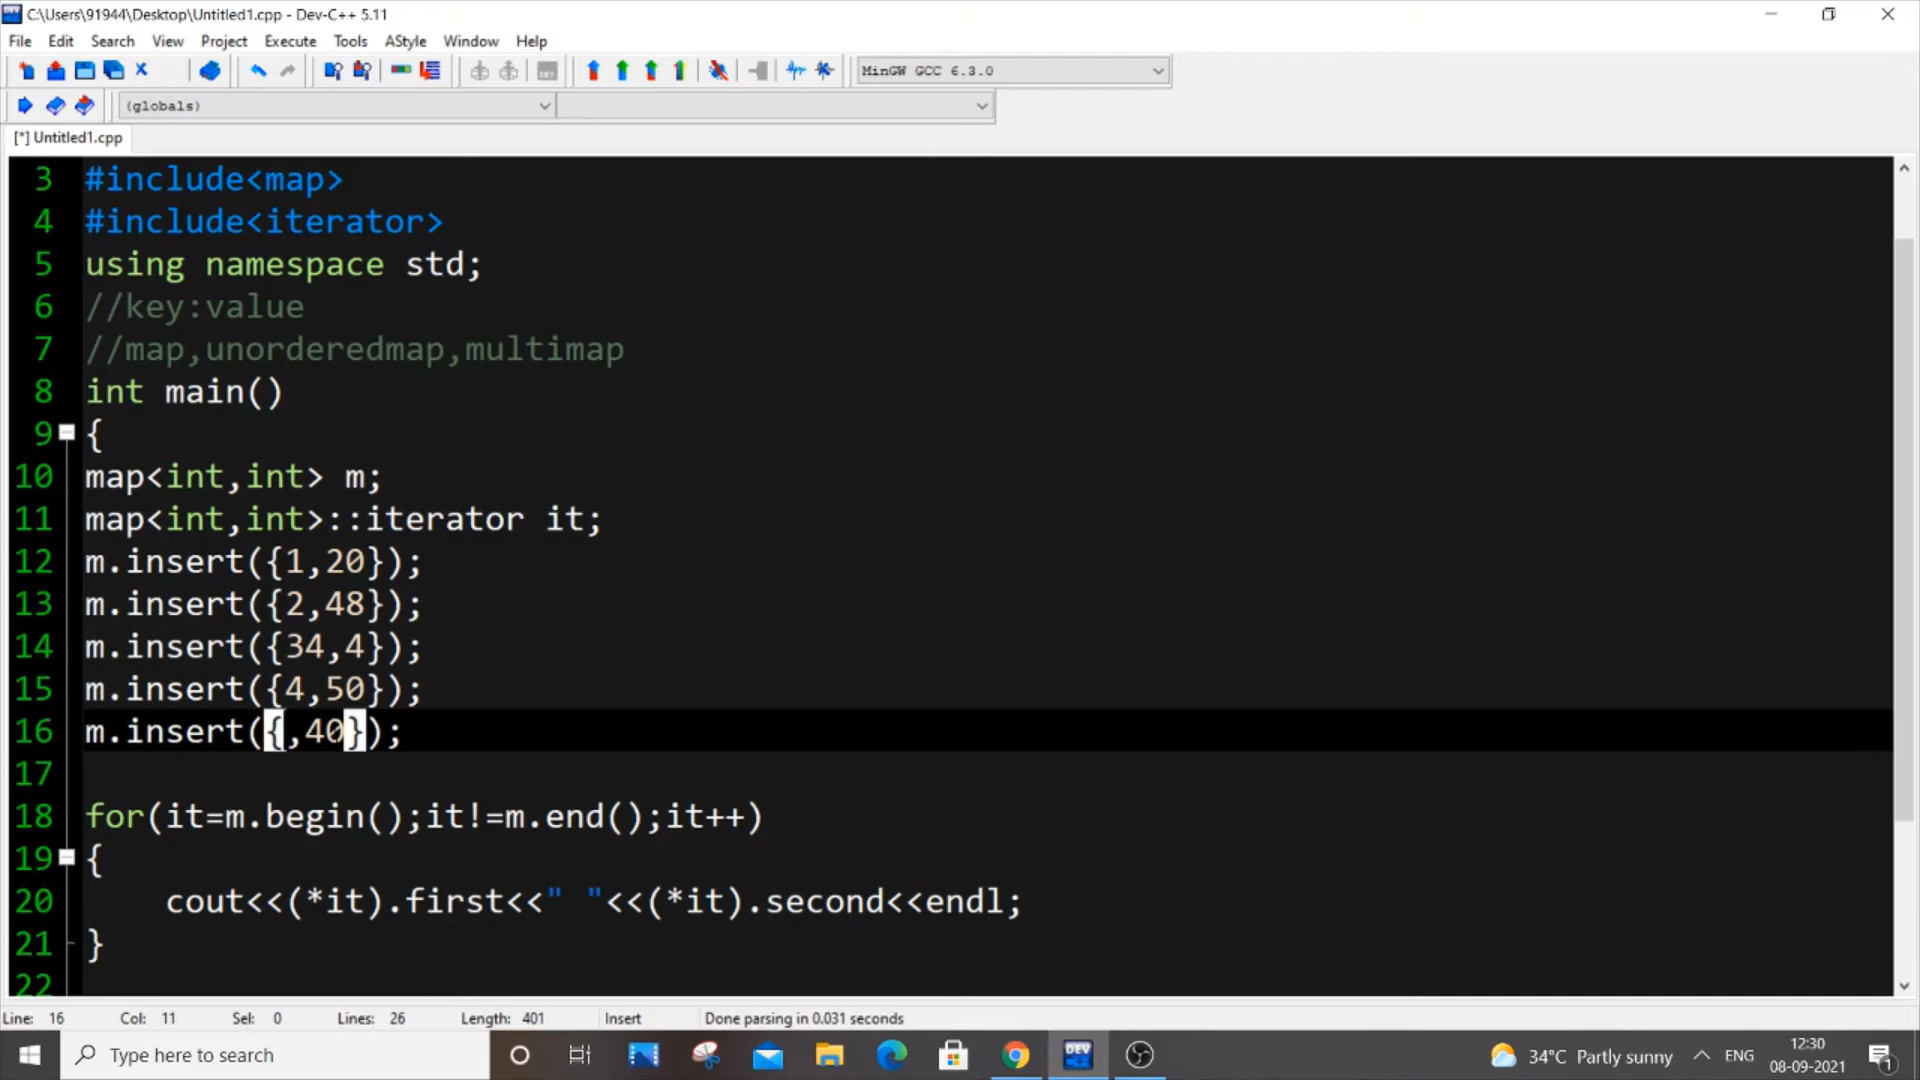 C:\Users\91944\Desktop\Untitled1.cpp - Dev-C++ 5.11
File Edit Search View Project Execute Tools AStyle Window Help
MinGW GCC 6.3.0
(globals)
[*] Untitled1.cpp
3 #include<map>
4 #include<iterator>
5 using namespace std;
6 //key:value
7 //map,unorderedmap,multimap
8 int main()
9 {
10 map<int,int> m;
11 map<int,int>::iterator it;
12 m.insert({1,20});
13 m.insert({2,48});
14 m.insert({34,4});
15 m.insert({4,50});
16 m.insert({,40});
17
18 for(it=m.begin();it!=m.end();it++)
19 {
20 cout<<(*it).first<<" "<<(*it).second<<endl;
21 }
22
Line: 16 Col: 11 Sel: 0 Lines: 26 Length: 401 Insert Done parsing in 0.031 seconds
Type here to search
DEV
34°C Partly sunny
ENG
12:30
08-09-2021
1